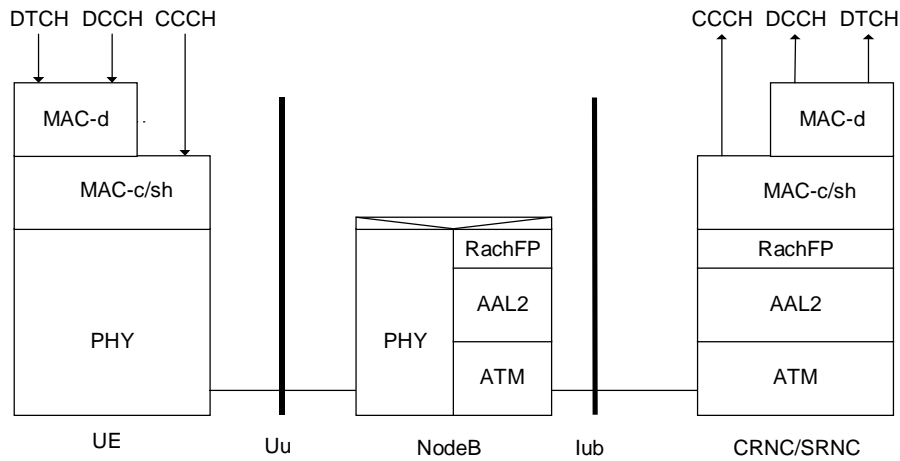 DTCH DCCH CCCH
CCCH DCCH DTCH
MAC-d
MAC-d
MAC-c/sh
MAC-c/sh
RachFP
RachFP
AAL2
AAL2
PHY
PHY
ATM
ATM
UE
Uu
NodeB
Iub
CRNC/SRNC